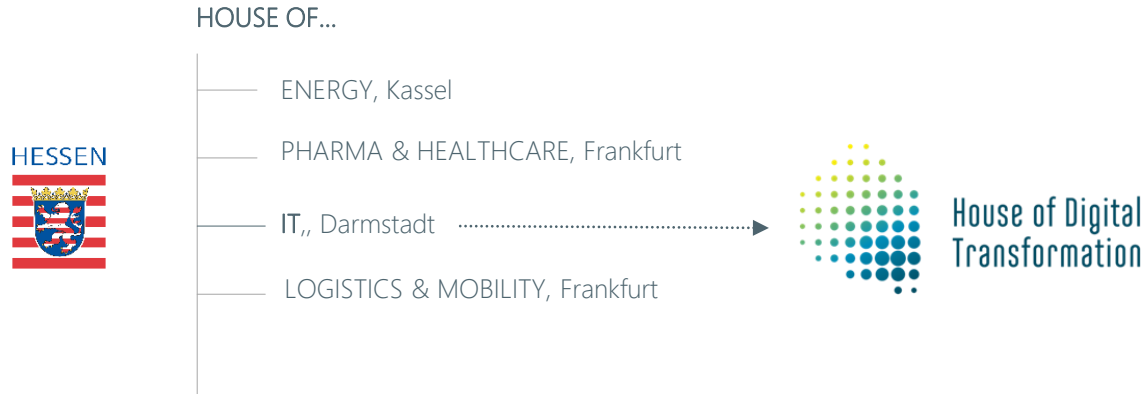 HOUSE OF...
ENERGY, Kassel
HESSEN
PHARMA & HEALTHCARE, Frankfurt
IT,, Darmstadt
House of Digital
Transformation
LOGISTICS & MOBILITY, Frankfurt